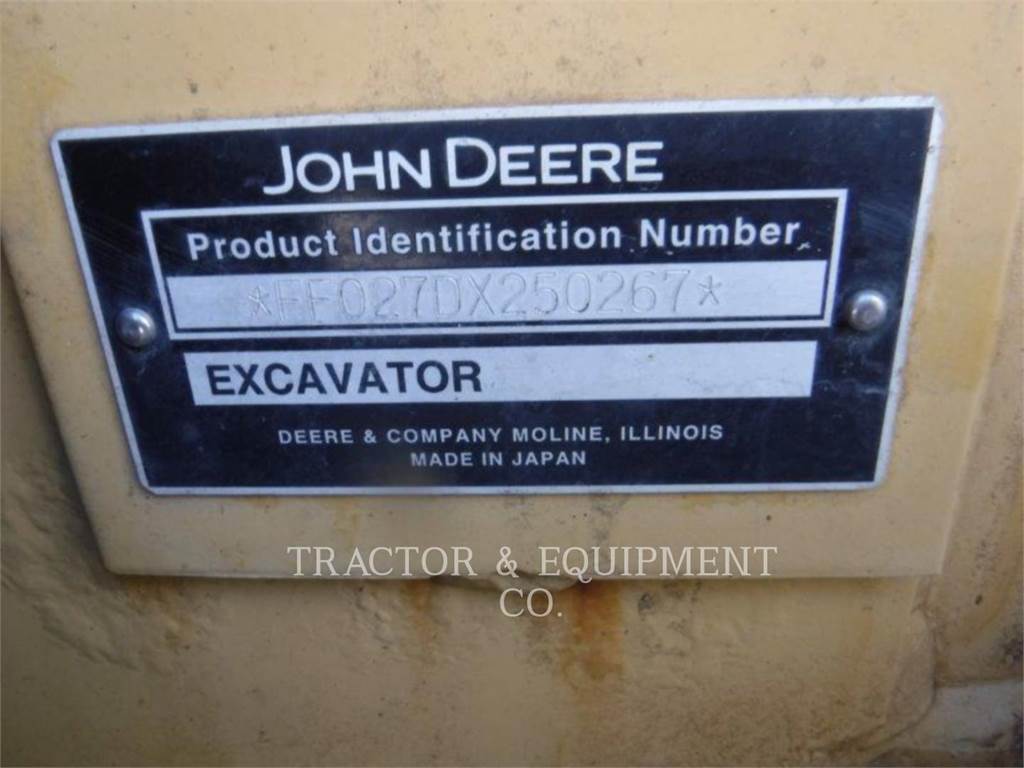 JOHN DEERE
Product Identification Number
*FF027DX250267*
EXCAVATOR
DEERE & COMPANY MOLINE, ILLINOIS
MADE IN JAPAN
TRACTOR & EQUIPMENT
CO.